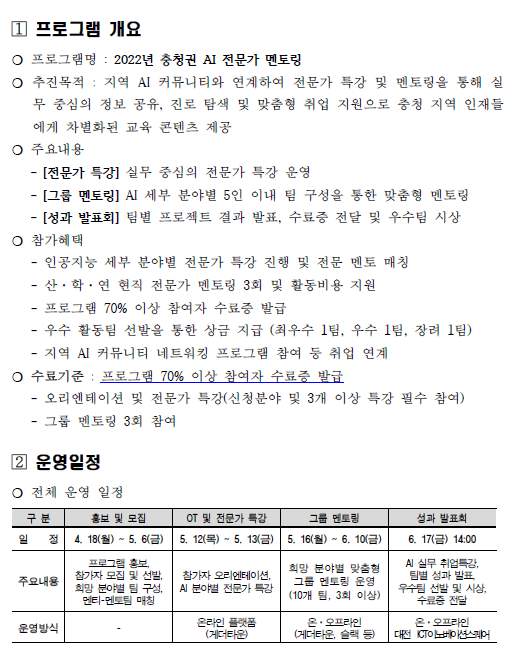 1 프로그램 개요
❍ 프로그램명 : 2022년 충청권 AI 전문가 멘토링
❍ 추진목적 : 지역 AI 커뮤니티와 연계하여 전문가 특강 및 멘토링을 통해 실
무 중심의 정보 공유, 진로 탐색 및 맞춤형 취업 지원으로 충청 지역 인재들
에게 차별화된 교육 콘텐츠 제공
❍ 주요내용
- [전문가 특강] 실무 중심의 전문가 특강 운영
- [그룹 멘토링] AI 세부 분야별 5인 이내 팀 구성을 통한 맞춤형 멘토링
- [성과 발표회] 팀별 프로젝트 결과 발표, 수료증 전달 및 우수팀 시상
❍ 참가혜택
- 인공지능 세부 분야별 전문가 특강 진행 및 전문 멘토 매칭
- 산・학・연 현직 전문가 멘토링 3회 및 활동비용 지원
- 프로그램 70% 이상 참여자 수료증 발급
- 우수 활동팀 선발을 통한 상금 지급 (최우수 1팀, 우수 1팀, 장려 1팀)
- 지역 AI 커뮤니티 네트워킹 프로그램 참여 등 취업 연계
❍ 수료기준 : 프로그램 70% 이상 참여자 수료증 발급
- 오리엔테이션 및 전문가 특강(신청분야 및 3개 이상 특강 필수 참여)
- 그룹 멘토링 3회 참여
2 운영일정
❍ 전체 운영 일정
구 분 홍보 및 모집 OT 및 전문가 특강 그룹 멘토링 성과 발표회
일 정 4. 18(월) ~ 5. 6(금) 5. 12(목) ~ 5. 13(금) 5. 16(월) ~ 6. 10(금) 6. 17(금) 14:00
주요내용
프로그램 홍보,
참가자 모집 및 선발,
희망 분야별 팀 구성,
멘티-멘토팀 매칭
참가자 오리엔테이션,
AI 분야별 전문가 특강
희망 분야별 맞춤형
그룹 멘토링 운영
(10개 팀, 3회 이상)
AI 실무 취업특강,
팀별 성과 발표,
우수팀 선발 및 시상,
수료증 전달
운영방식
-
온라인 플랫폼
(게더타운)
온・오프라인
(게더타운, 슬랙 등)
온・오프라인
대전 ICT이노베이션스퀘어